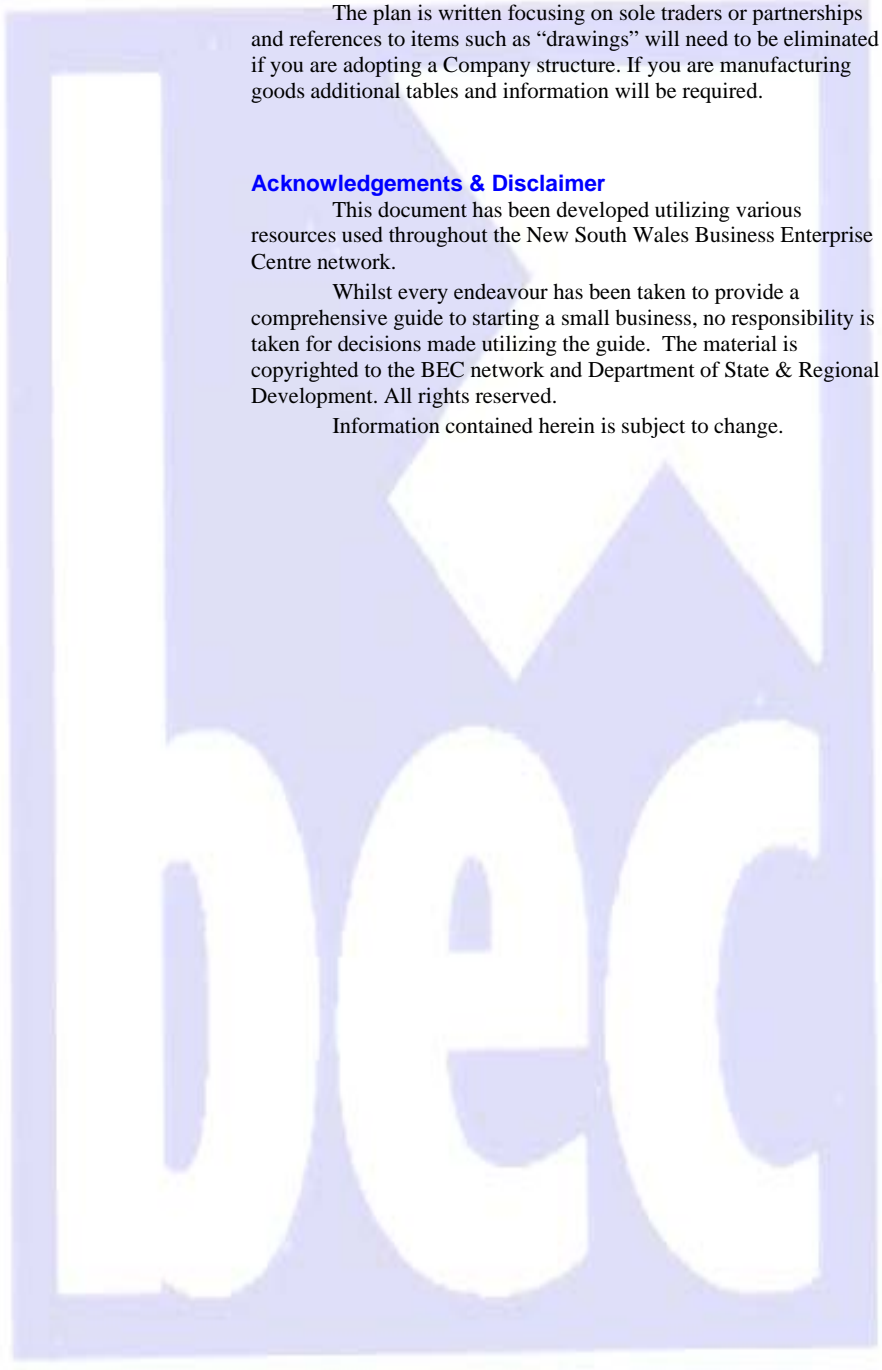 The plan is written focusing on sole traders or partnerships
and references to items such as “drawings” will need to be eliminated
if you are adopting a Company structure. If you are manufacturing
goods additional tables and information will be required.
Acknowledgements & Disclaimer
This document has been developed utilizing various
resources used throughout the New South Wales Business Enterprise
Centre network.
Whilst every endeavour has been taken to provide a
comprehensive guide to starting a small business, no responsibility is
taken for decisions made utilizing the guide.  The material is
copyrighted to the BEC network and Department of State & Regional
Development. All rights reserved.
Information contained herein is subject to change.
bec